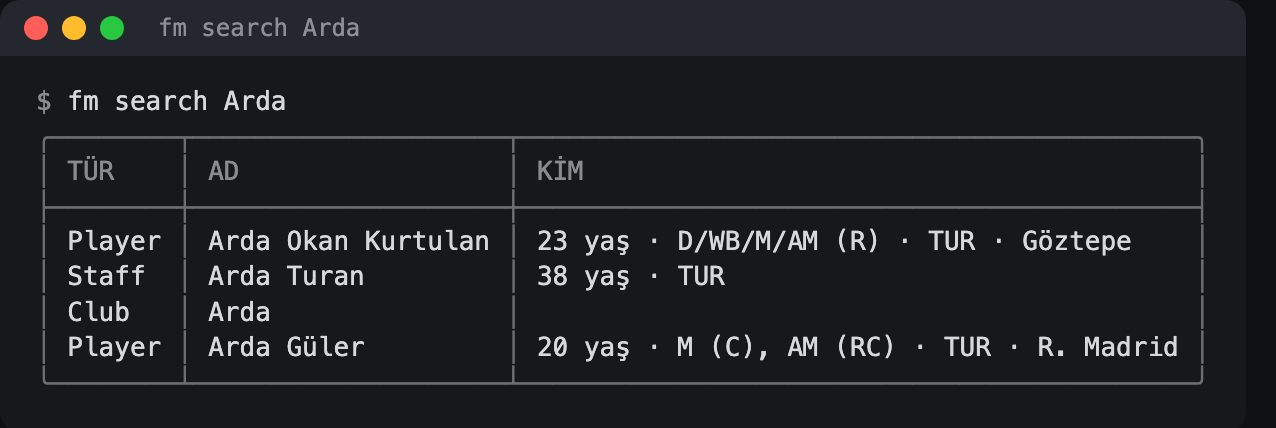 fm search Arda
$ fm search Arda
TÜR AD KİM
Player Arda Okan Kurtulan 23 yaş · D/WB/M/AM (R) · TUR · Göztepe
Staff Arda Turan 38 yaş · TUR
Club Arda
Player Arda Güler 20 yaş · M (C), AM (RC) · TUR · R. Madrid